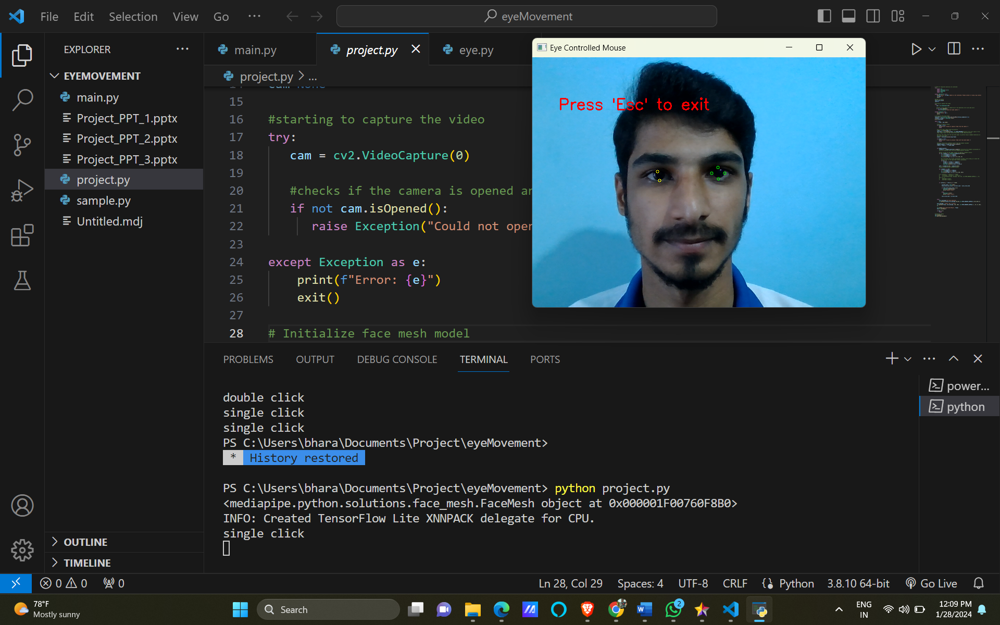 File Edit Selection View Go ...
eyeMovement
EXPLORER
EYEMOVEMENT
main.py
Project_PPT_1.pptx
Project_PPT_2.pptx
Project_PPT_3.pptx
project.py
sample.py
Untitled.mdj
OUTLINE
TIMELINE
main.py project.py eye.py
project.py > ...
15
16 #starting to capture the video
17 try:
18 cam = cv2.VideoCapture(0)
19
20 #checks if the camera is opened
21 if not cam.isOpened():
22 raise Exception("Could not
23
24 except Exception as e:
25 print(f"Error: {e}")
26 exit()
27
28 # Initialize face mesh model
Eye Controlled Mouse
Press 'Esc' to exit
PROBLEMS OUTPUT DEBUG CONSOLE TERMINAL PORTS
double click
single click
single click
PS C:\Users\bhara\Documents\Project\eyeMovement>
* History restored
PS C:\Users\bhara\Documents\Project\eyeMovement> python project.py
<mediapipe.python.solutions.face_mesh.FaceMesh object at 0x000001F00760F8B0>
INFO: Created TensorFlow Lite XNNPACK delegate for CPU.
single click
power...
python
0 0 0
Ln 28, Col 29 Spaces: 4 UTF-8 CRLF Python 3.8.10 64-bit Go Live
78°F
Mostly sunny
Search
2
ENG
IN
12:09 PM
1/28/2024